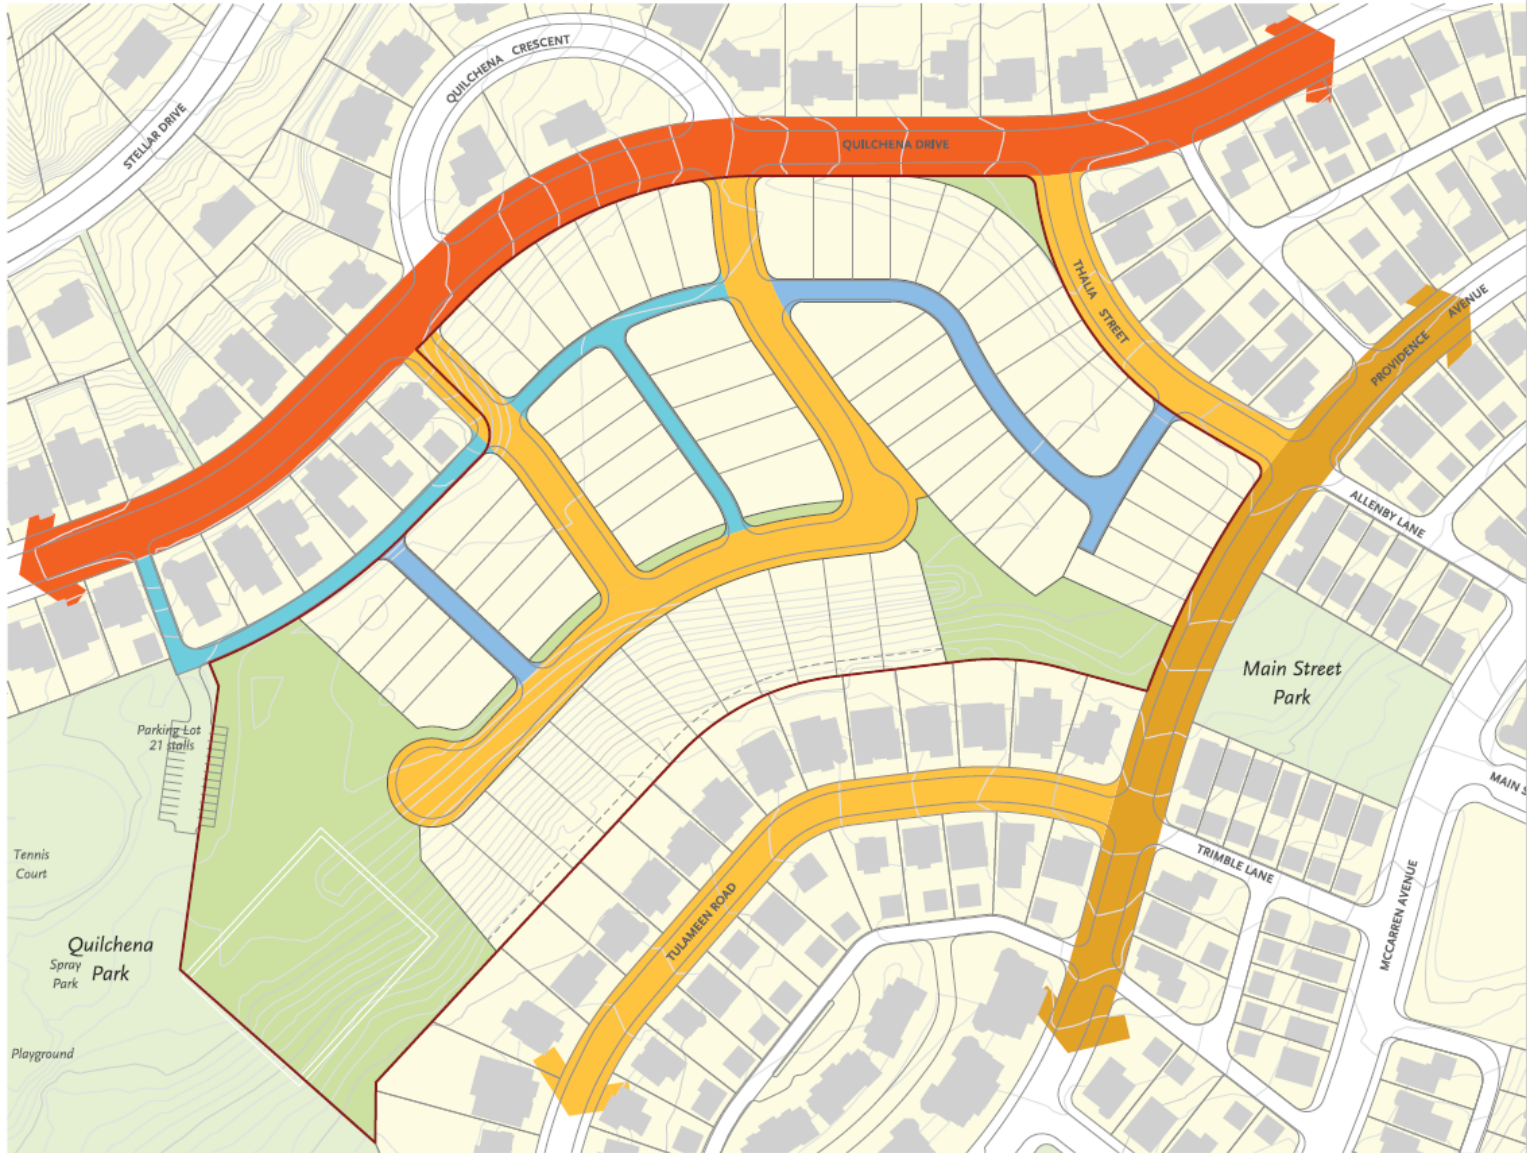 QUILCHENA CRESCENT
STELLAR DRIVE
QUILCHENA DRIVE
THALIA STREET
PROVIDENCE AVENUE
ALLENBY LANE
Main Street
Park
Parking Lot
21 stalls
MAIN S
TRIMBLE LANE
Tennis
Court
TULAMEEN ROAD
MCCARREN AVENUE
Quilchena
Park
Spray
Park
Playground